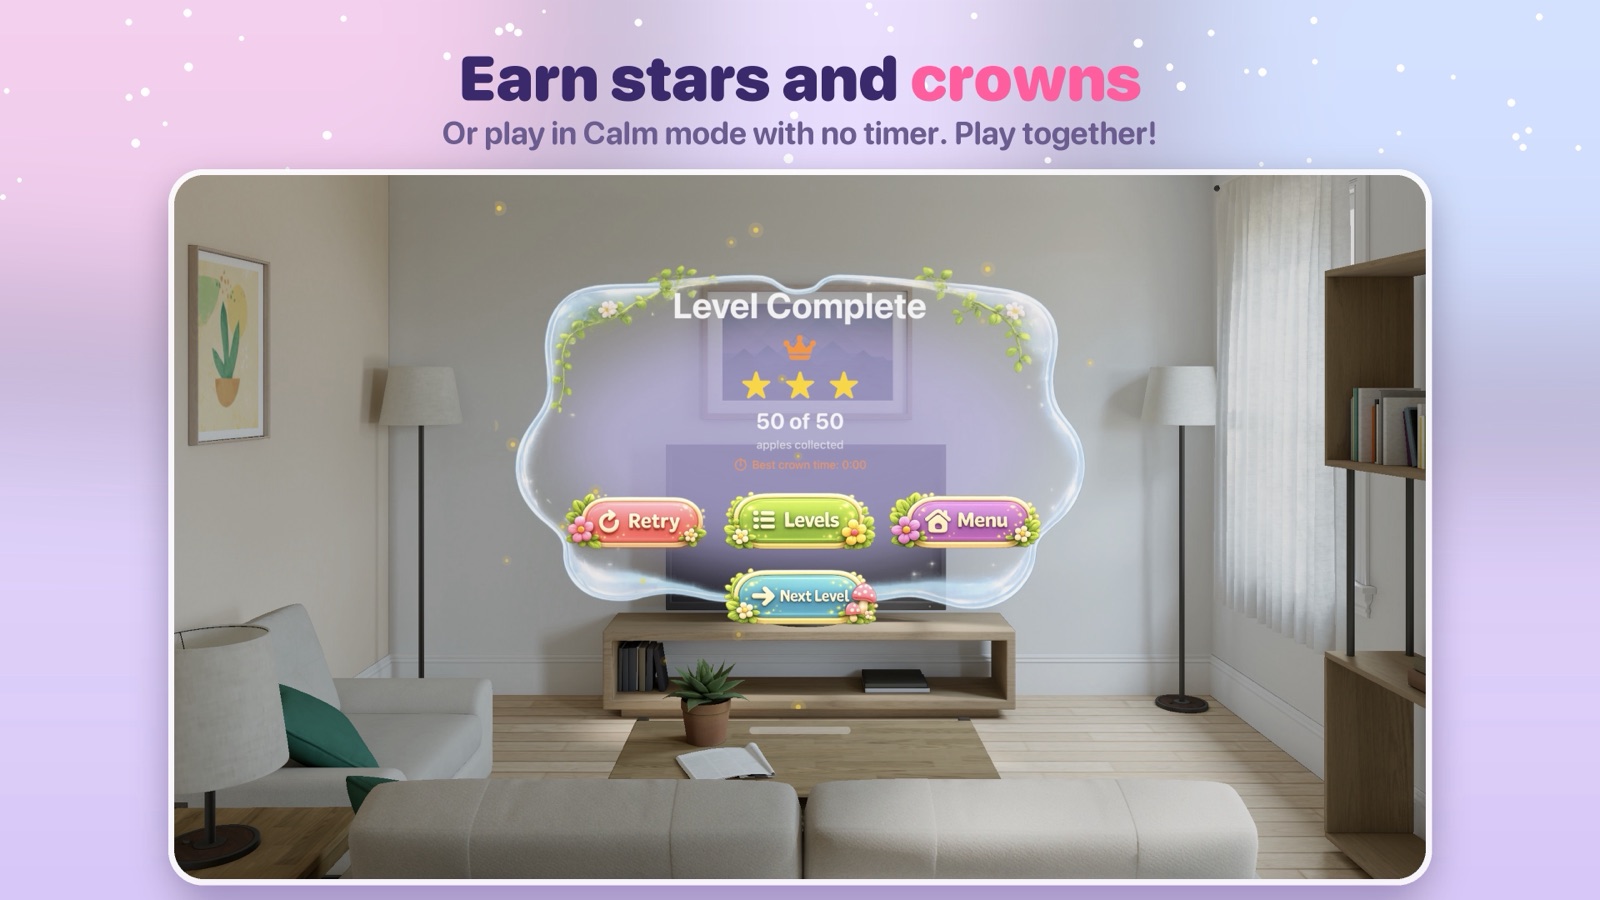 Earn stars and crowns
Or play in Calm mode with no timer. Play together!
Level Complete
50 of 50
apples collected
Best crown time: 0:00
Retry
Levels
Menu
Next Level